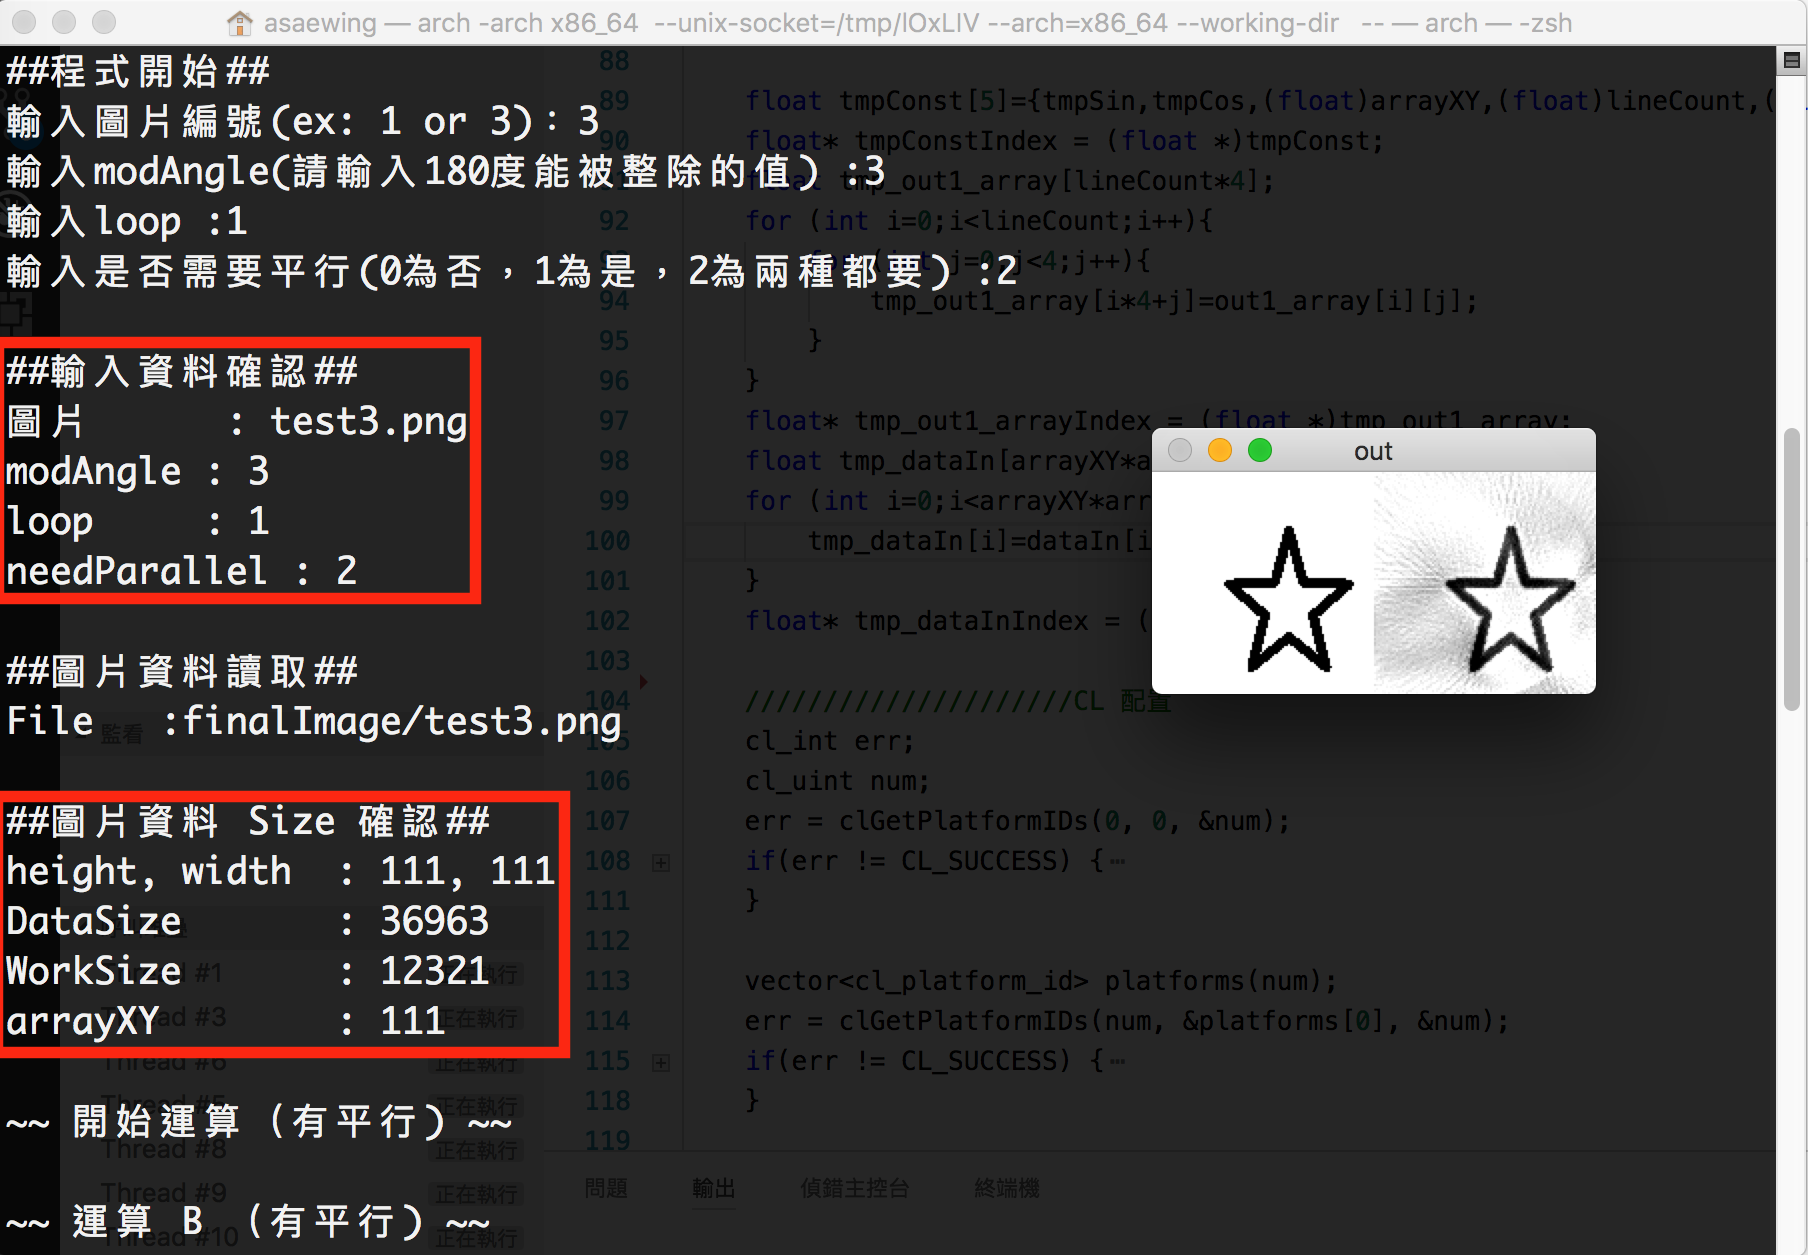 asaewing — arch -arch x86_64 --unix-socket=/tmp/lOxLIV --arch=x86_64 --working-dir -- — arch — -zsh
##程式開始##
輸入圖片編號(ex: 1 or 3)：3
輸入modAngle(請輸入180度能被整除的值) :3
輸入loop :1
輸入是否需要平行(0為否，1為是，2為兩種都要) :2
##輸入資料確認##
圖片 : test3.png
modAngle : 3
loop : 1
needParallel : 2
##圖片資料讀取##
File :finalImage/test3.png
##圖片資料 Size 確認##
height, width : 111, 111
DataSize : 36963
WorkSize : 12321
arrayXY : 111
~~ 開始運算 (有平行) ~~
~~ 運算 B (有平行) ~~
監看
Thread #1 正在執行
Thread #3 正在執行
Thread #6 正在執行
Thread #5 正在執行
Thread #8 正在執行
Thread #9 正在執行
Thread #10 正在執行
88
89 float tmpConst[5]={tmpSin,tmpCos,(float)arrayXY,(float)lineCount,(
90 float* tmpConstIndex = (float *)tmpConst;
91 float tmp_out1_array[lineCount*4];
92 for (int i=0;i<lineCount;i++){
93 for (int j=0;j<4;j++){
94 tmp_out1_array[i*4+j]=out1_array[i][j];
95 }
96 }
97 float* tmp_out1_arrayIndex = (float *)tmp_out1_array;
98 float tmp_dataIn[arrayXY*a
99 for (int i=0;i<arrayXY*arr
100 tmp_dataIn[i]=dataIn[i
101 }
102 float* tmp_dataInIndex = (
103
104 /////////////////////CL 配置
105 cl_int err;
106 cl_uint num;
107 err = clGetPlatformIDs(0, 0, &num);
108 if(err != CL_SUCCESS) {⋯
111 }
112
113 vector<cl_platform_id> platforms(num);
114 err = clGetPlatformIDs(num, &platforms[0], &num);
115 if(err != CL_SUCCESS) {⋯
118 }
119
問題 輸出 偵錯主控台 終端機
out